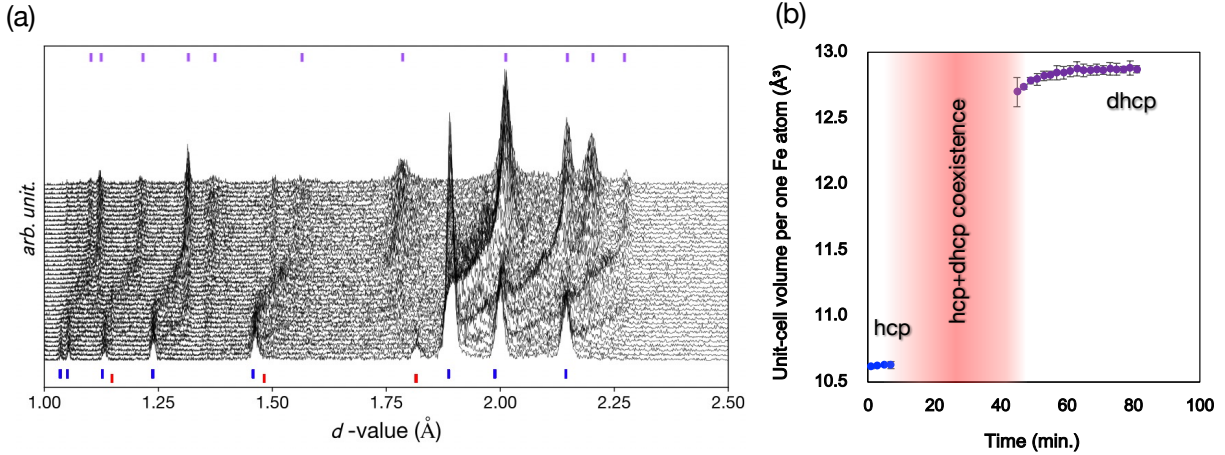 (a)
arb. unit.
1.00 1.25 1.50 1.75 2.00 2.25 2.50
d -value (Å)
(b)
Unit-cell volume per one Fe atom (Å³)
13.0
12.5
12.0
11.5
11.0
10.5
hcp
hcp+dhcp coexistence
dhcp
0 20 40 60 80 100
Time (min.)